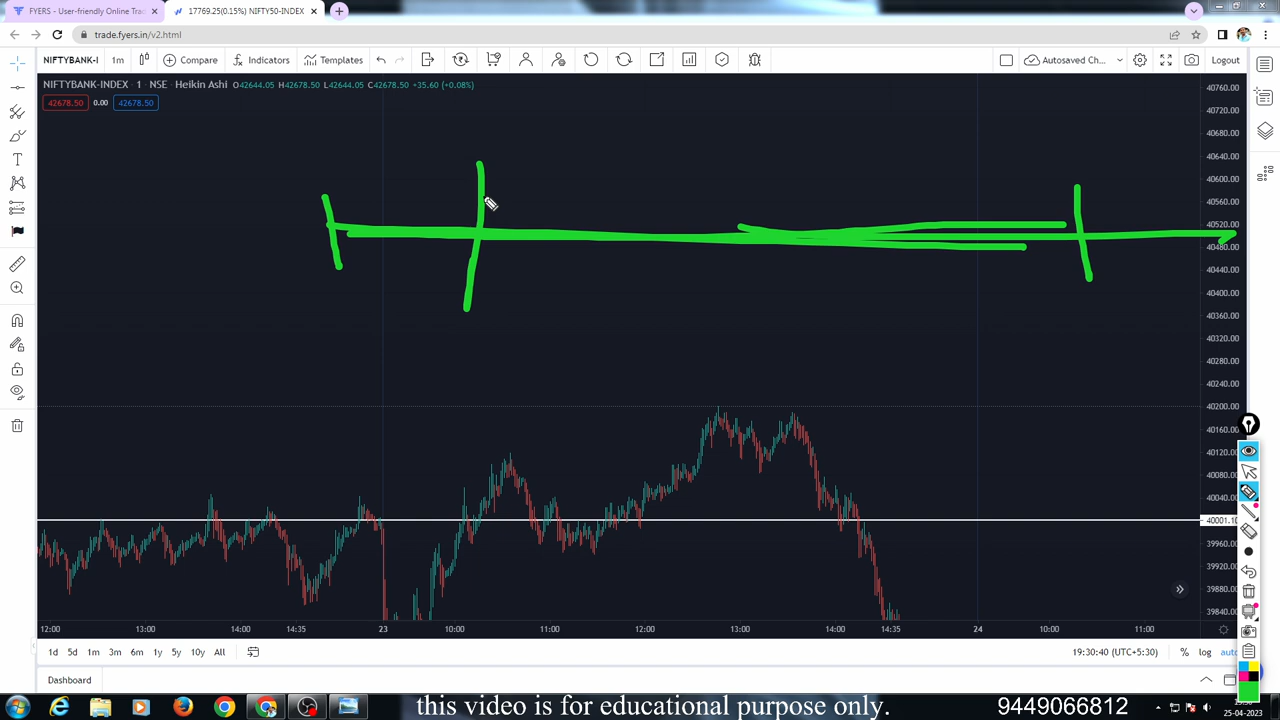 FYERS - User-friendly Online Trad
17769.25(0.15%) NIFTY50-INDEX
trade.fyers.in/v2.html
NIFTYBANK-I
1m
Compare
Indicators
Templates
Autosaved Ch...
Logout
NIFTYBANK-INDEX · 1 · NSE · Heikin Ashi O42644.05 H42678.50 L42644.05 C42678.50 +35.60 (+0.08%)
42678.50 0.00 42678.50
40760.00
40720.00
40680.00
40640.00
40600.00
40560.00
40520.00
40480.00
40440.00
40400.00
40360.00
40320.00
40280.00
40240.00
40200.00
40160.00
40120.00
40080.00
40040.00
40001.10
39960.00
39920.00
39880.00
39840.00
12:00 13:00 14:00 14:35 23 10:00 11:00 12:00 13:00 14:00 14:35 24 10:00 11:00
1d 5d 1m 3m 6m 1y 5y 10y All
19:30:40 (UTC+5:30) % log auto
Dashboard
this video is for educational purpose only.
9449066812
25-04-2023